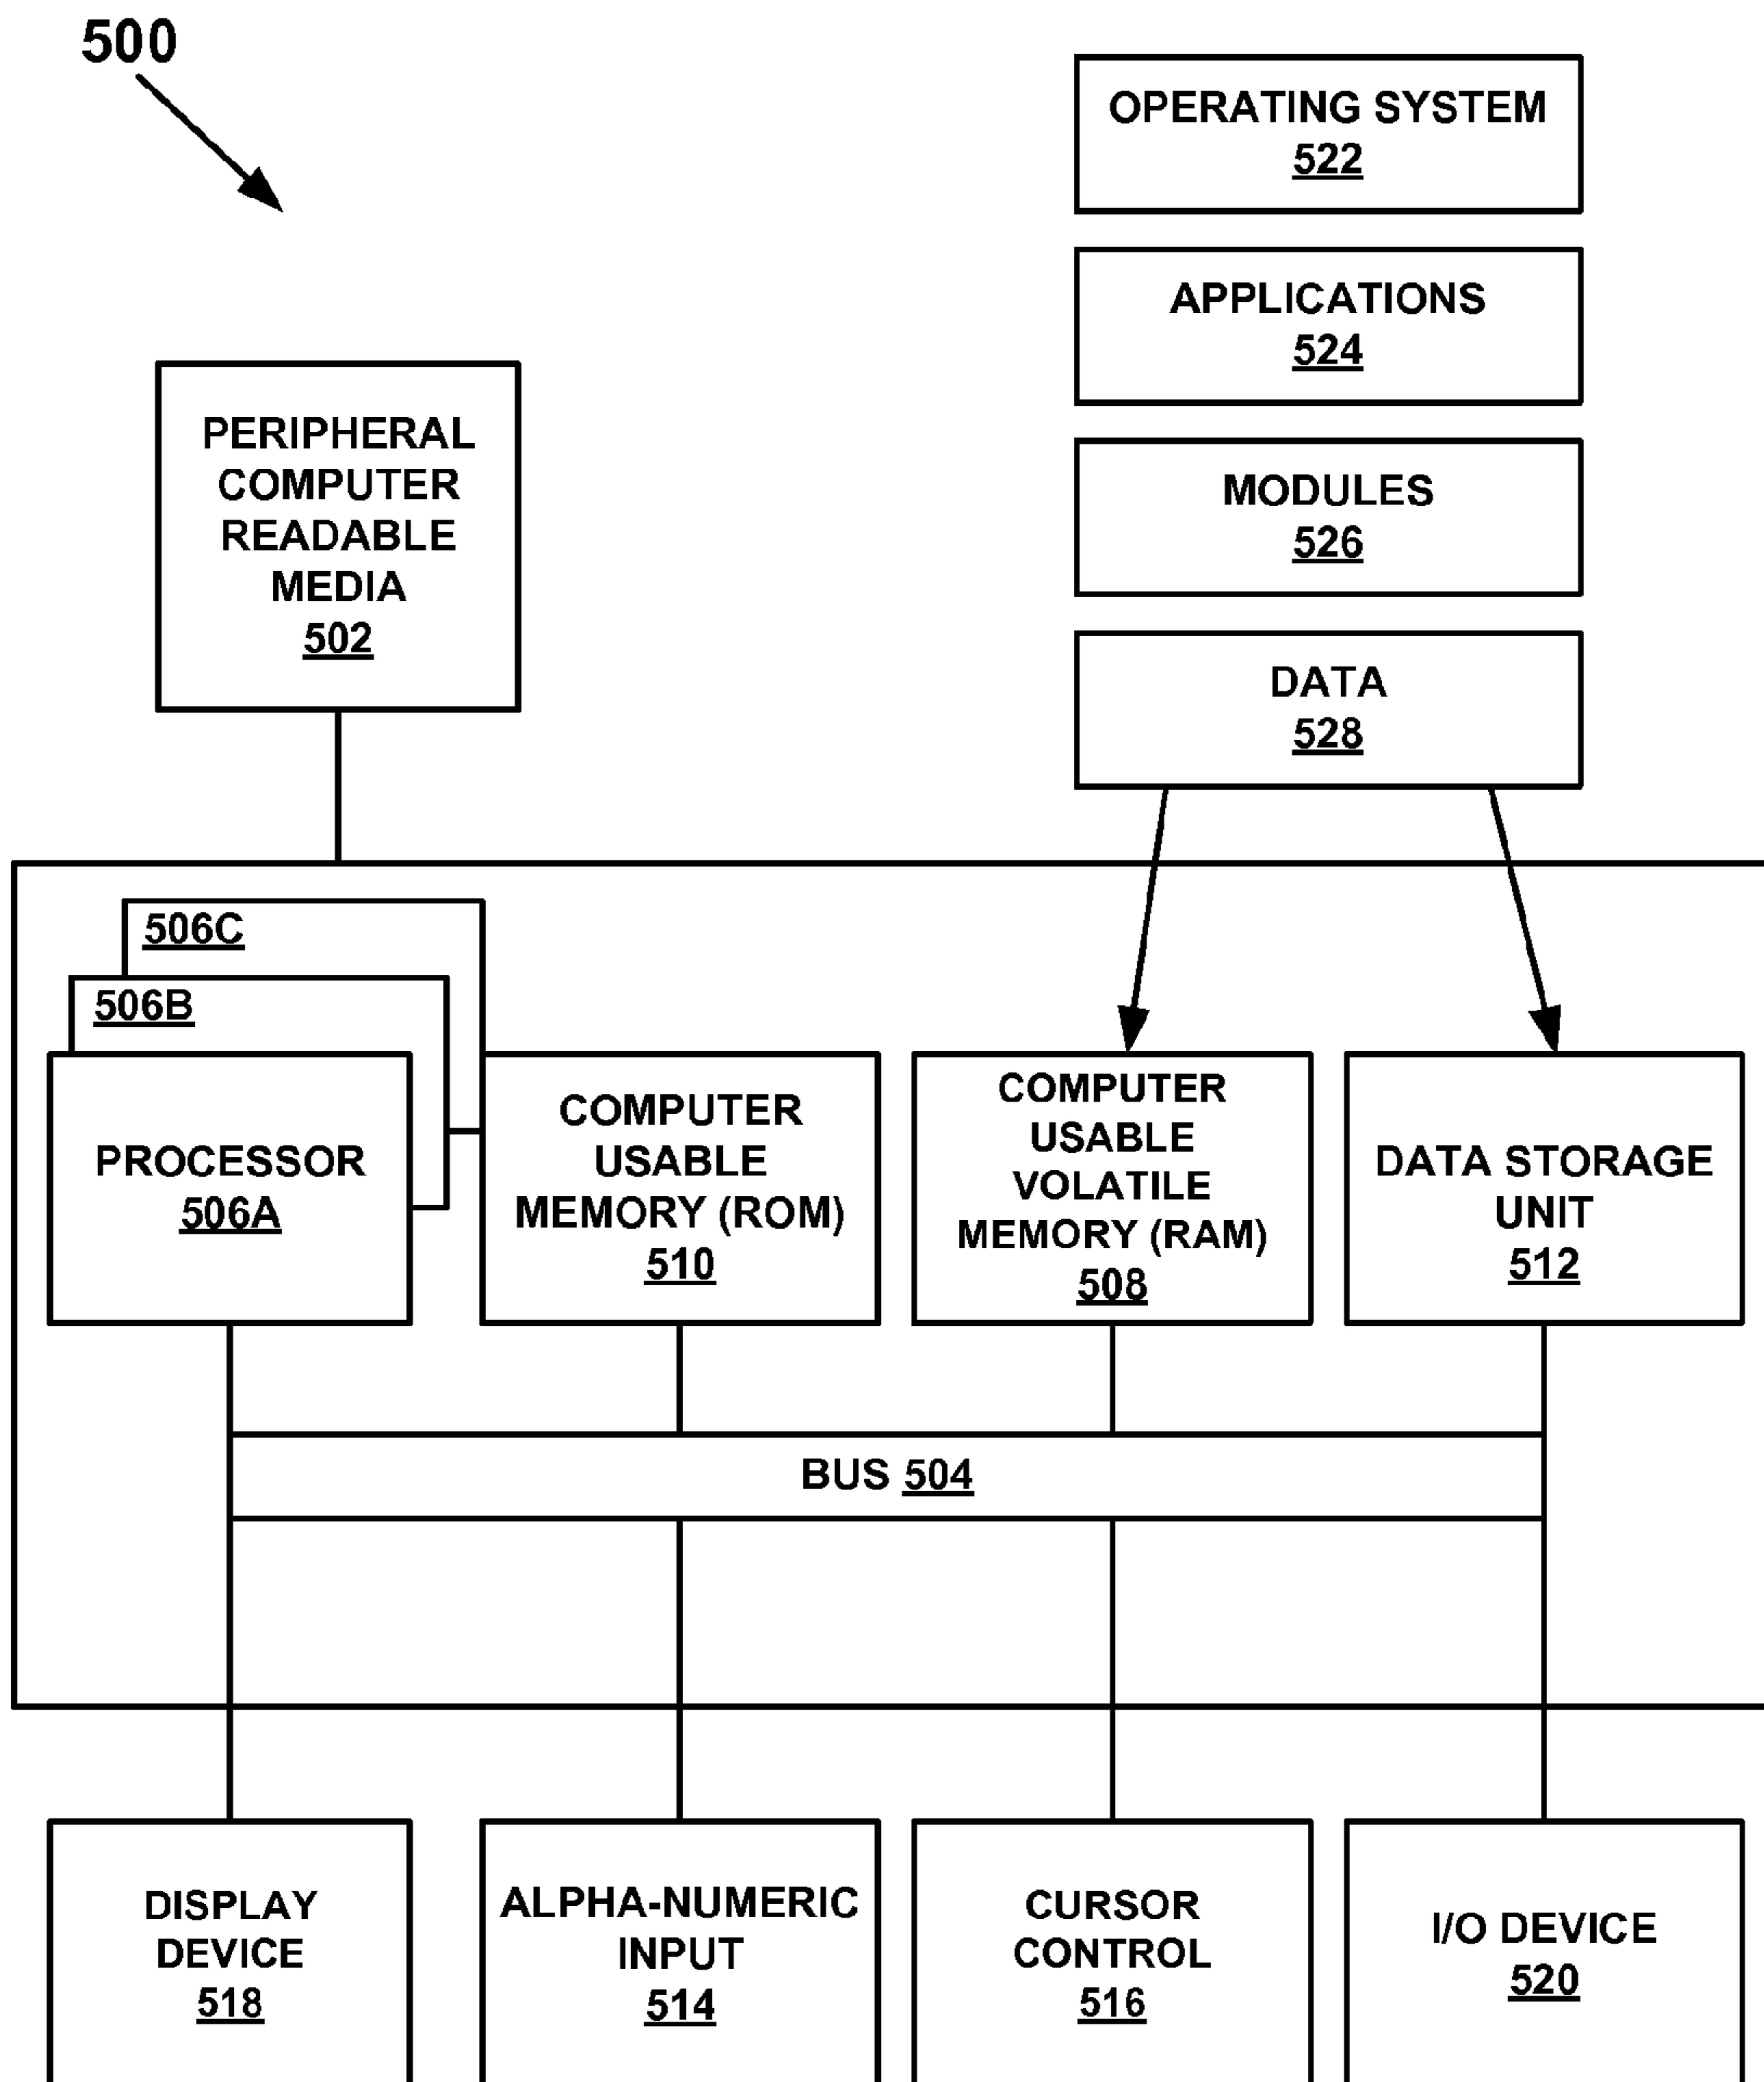 500
OPERATING SYSTEM
522
APPLICATIONS
524
MODULES
526
DATA
528
PERIPHERAL
COMPUTER
READABLE
MEDIA
502
506C
506B
PROCESSOR
506A
COMPUTER
USABLE
MEMORY (ROM)
510
COMPUTER
USABLE
VOLATILE
MEMORY (RAM)
508
DATA STORAGE
UNIT
512
BUS 504
DISPLAY
DEVICE
518
ALPHA-NUMERIC
INPUT
514
CURSOR
CONTROL
516
I/O DEVICE
520